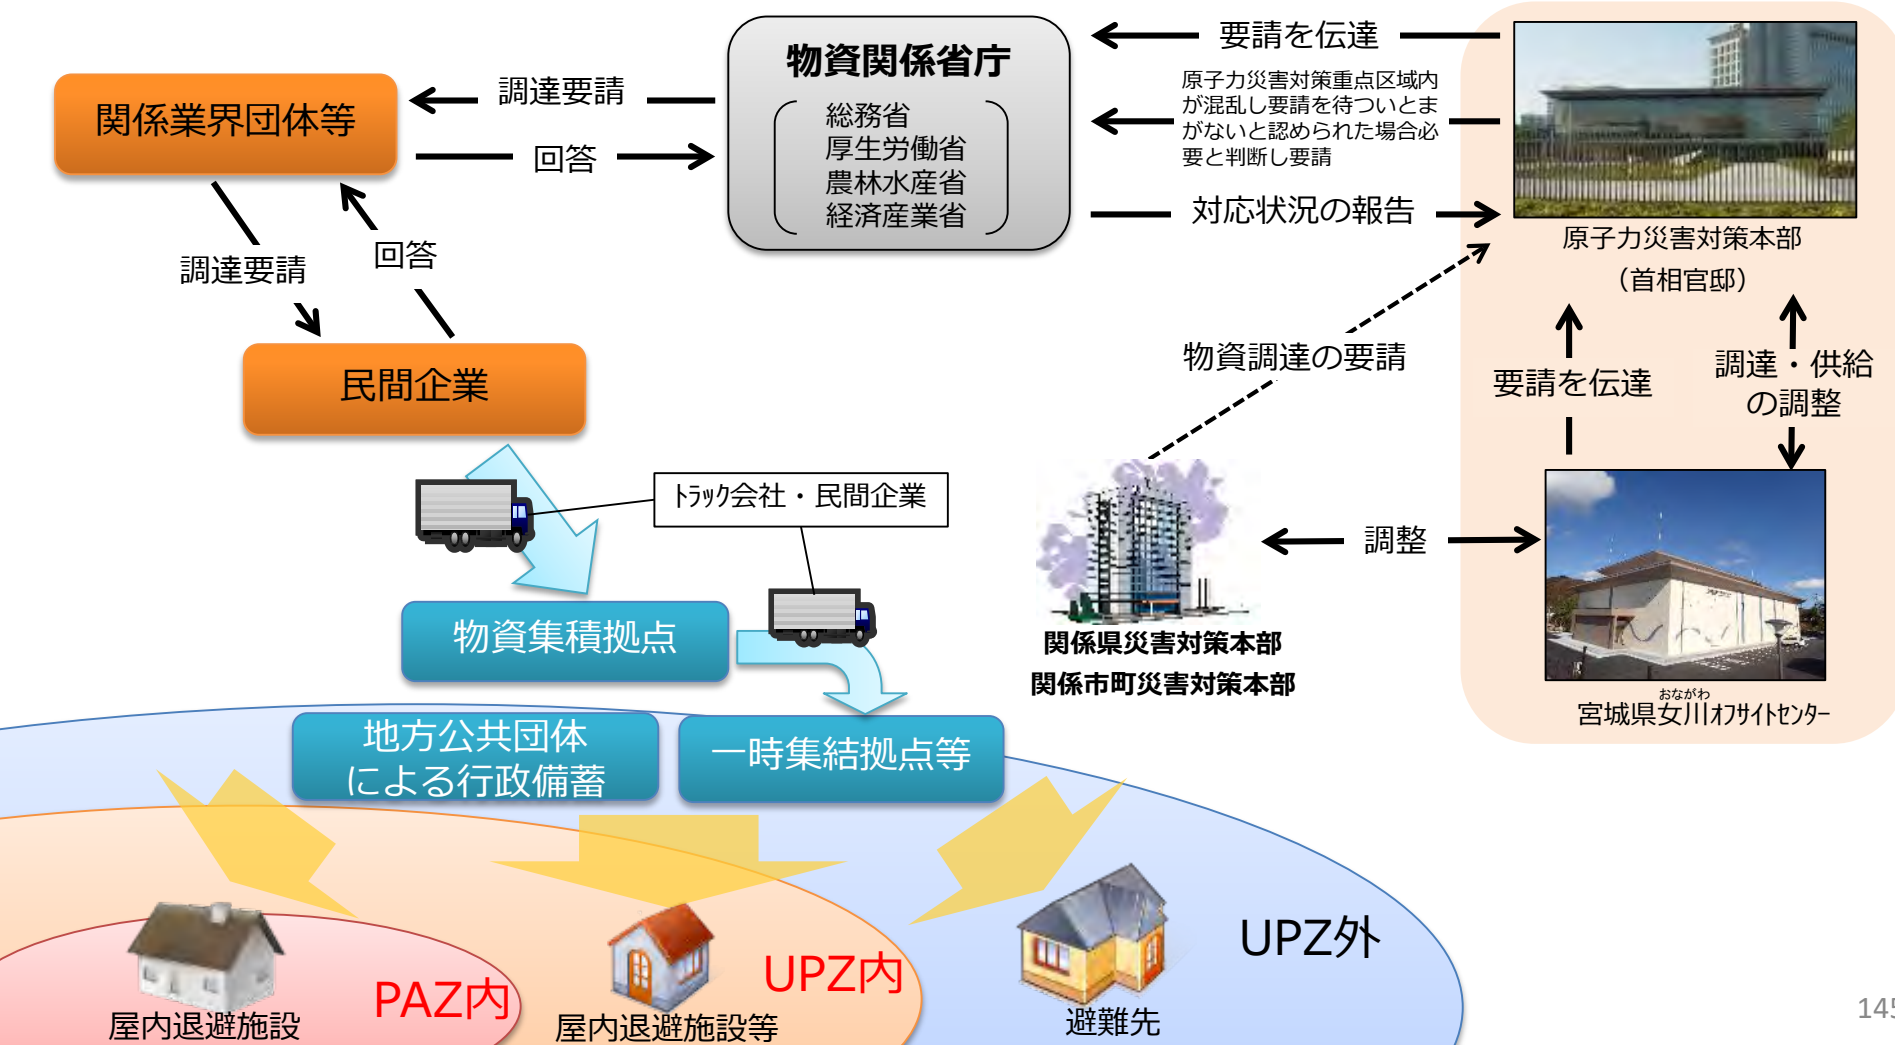 物資関係省庁
総務省
厚生労働省
農林水産省
経済産業省
要請を伝達
原子力災害対策重点区域内
が混乱し要請を待ついとま
がないと認められた場合必
要と判断し要請
対応状況の報告
調達要請
回答
関係業界団体等
調達要請
回答
民間企業
原子力災害対策本部
（首相官邸）
物資調達の要請
要請を伝達
調達・供給
の調整
ﾄﾗｯｸ会社・民間企業
調整
物資集積拠点
関係県災害対策本部
関係市町災害対策本部
おながわ
宮城県女川ｵﾌｻｲﾄｾﾝﾀｰ
地方公共団体
による行政備蓄
一時集結拠点等
UPZ外
UPZ内
PAZ内
屋内退避施設
屋内退避施設等
避難先
145